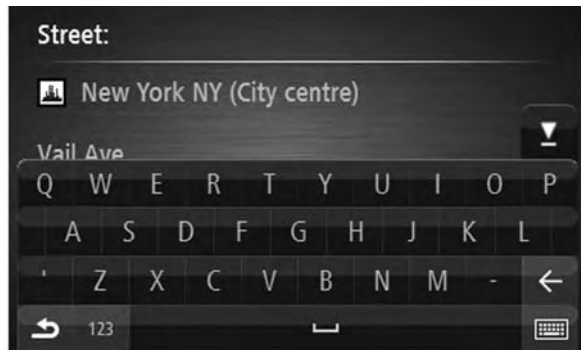 Street:
New York NY (City centre)
Vail Ave
Q W E R T Y U I O P
A S D F G H J K L
' Z X C V B N M -
123